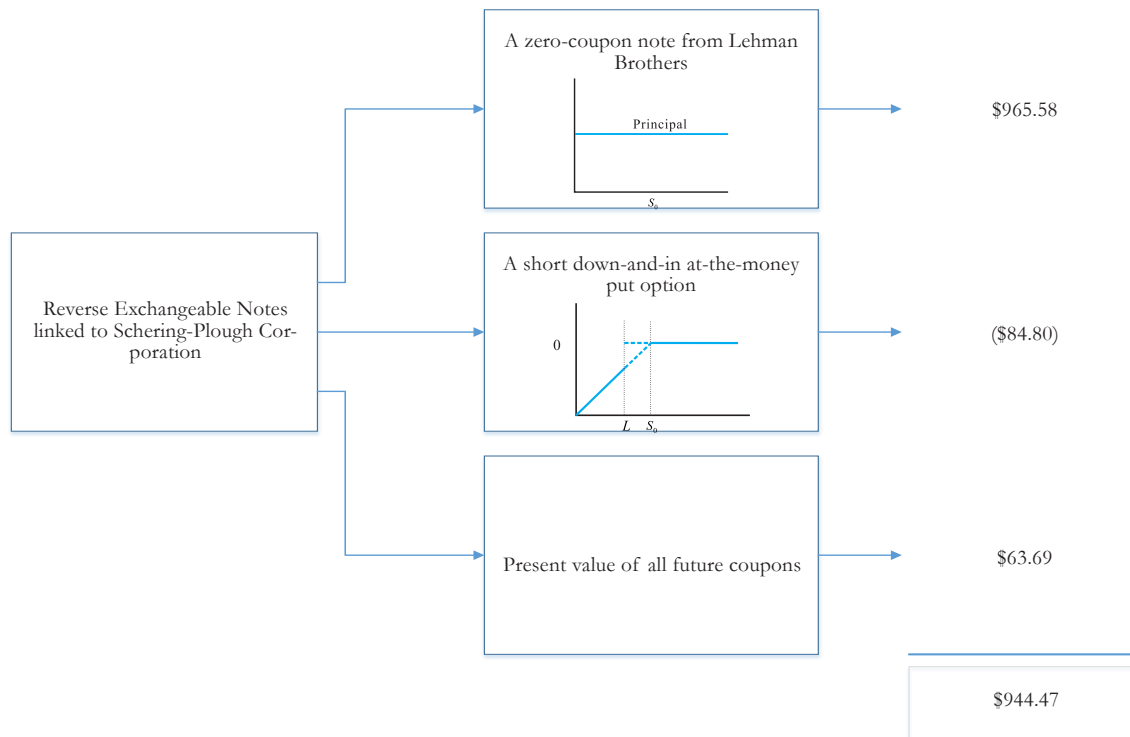 A zero-coupon note from Lehman
Brothers
Principal
S₀
$965.58
Reverse Exchangeable Notes
linked to Schering-Plough Cor-
poration
A short down-and-in at-the-money
put option
0
L S₀
($84.80)
Present value of all future coupons
$63.69
$944.47